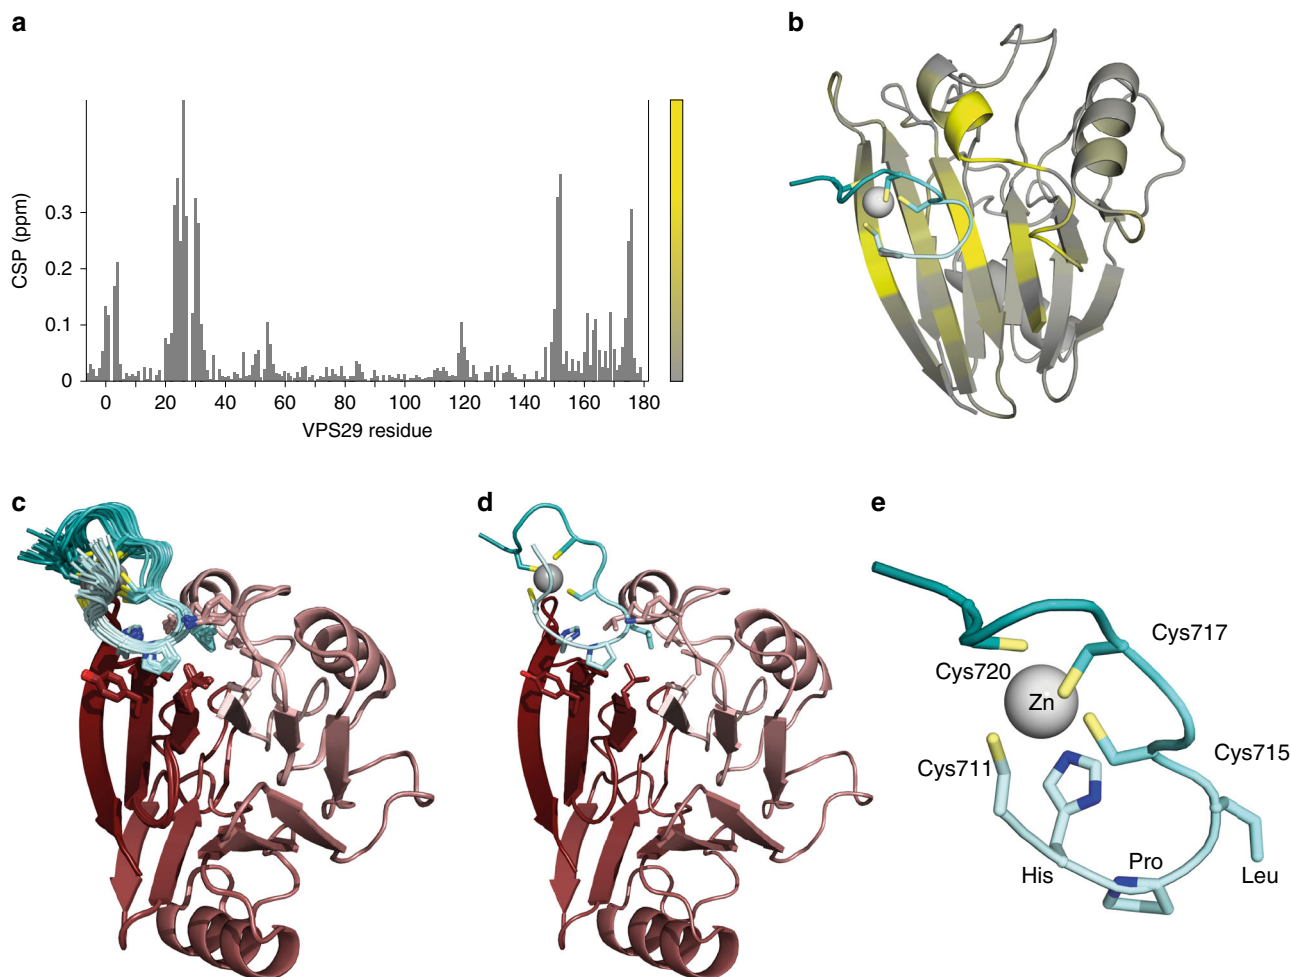 a
b
CSP (ppm)
0.3
0.2
0.1
0
0 20 40 60 80 100 120 140 160 180
VPS29 residue
c
d
e
Cys717
Cys720
Zn
Cys711
Cys715
His
Pro
Leu